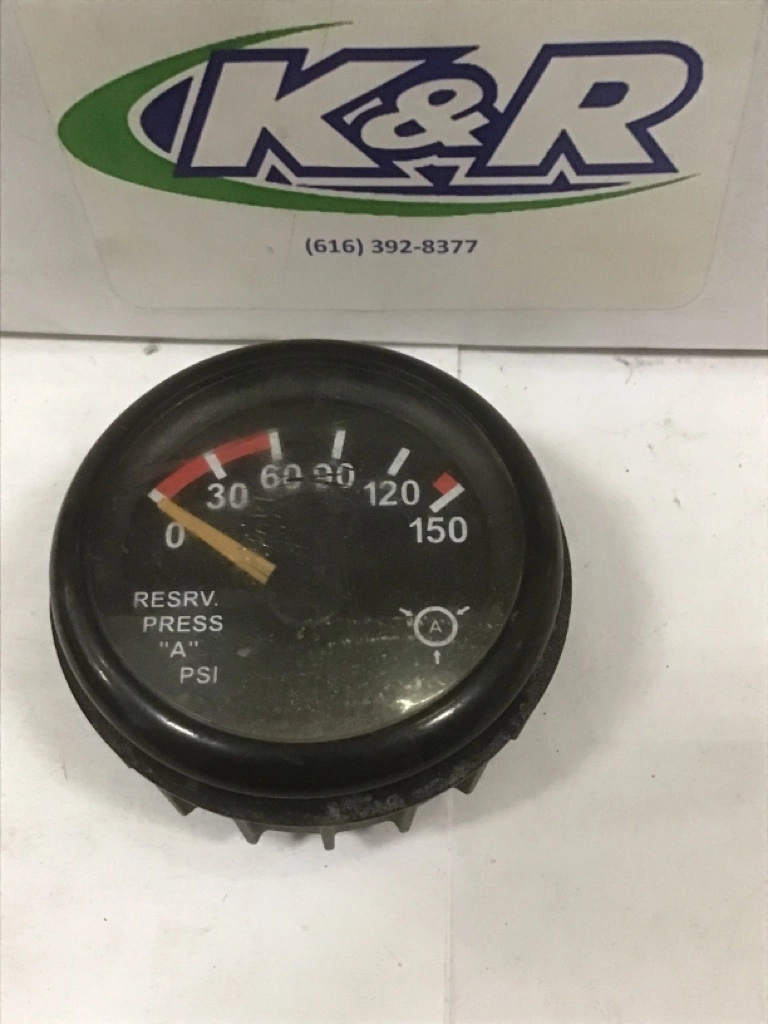 K&R
(616) 392-8377
0 30 60 90 120 150
RESRV.
PRESS
"A"
PSI
A